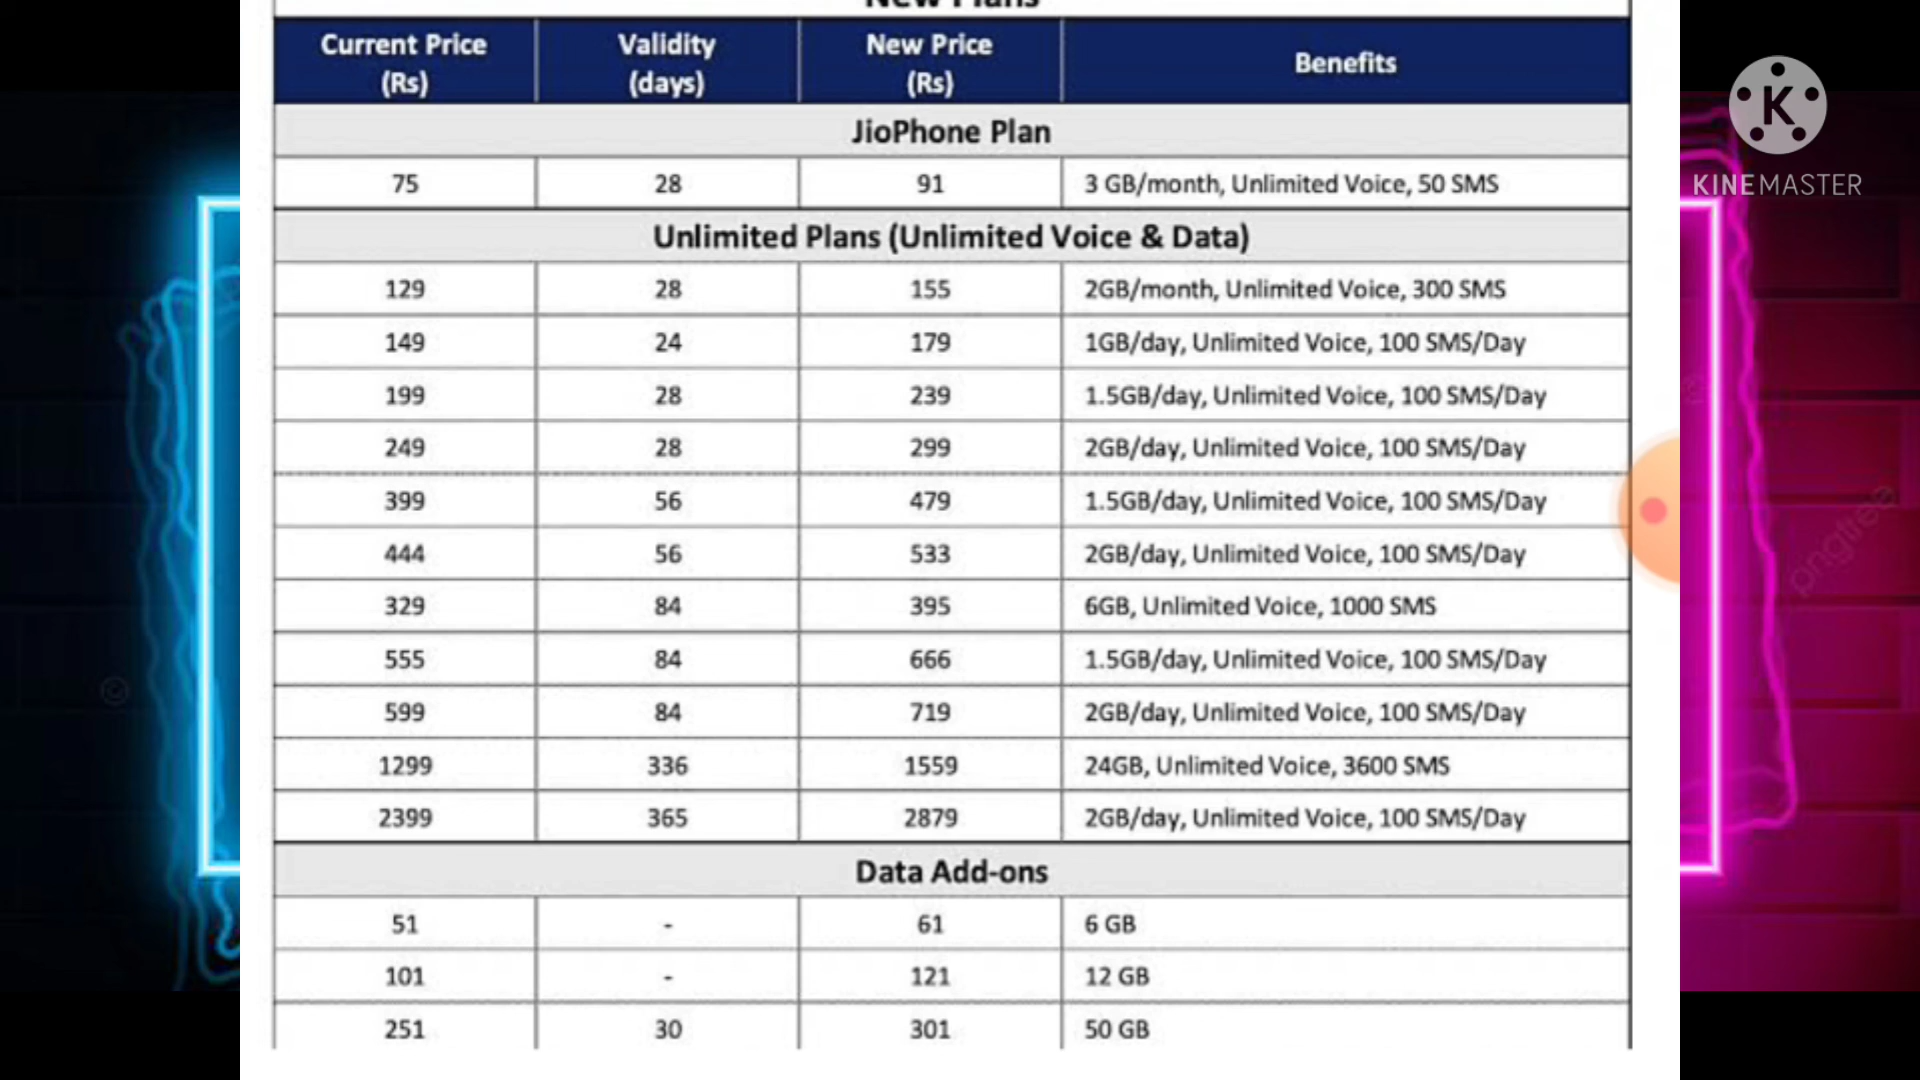 New Plans
Current Price (Rs) Validity (days) New Price (Rs) Benefits
JioPhone Plan
75 28 91 3 GB/month, Unlimited Voice, 50 SMS
Unlimited Plans (Unlimited Voice & Data)
129 28 155 2GB/month, Unlimited Voice, 300 SMS
149 24 179 1GB/day, Unlimited Voice, 100 SMS/Day
199 28 239 1.5GB/day, Unlimited Voice, 100 SMS/Day
249 28 299 2GB/day, Unlimited Voice, 100 SMS/Day
399 56 479 1.5GB/day, Unlimited Voice, 100 SMS/Day
444 56 533 2GB/day, Unlimited Voice, 100 SMS/Day
329 84 395 6GB, Unlimited Voice, 1000 SMS
555 84 666 1.5GB/day, Unlimited Voice, 100 SMS/Day
599 84 719 2GB/day, Unlimited Voice, 100 SMS/Day
1299 336 1559 24GB, Unlimited Voice, 3600 SMS
2399 365 2879 2GB/day, Unlimited Voice, 100 SMS/Day
Data Add-ons
51 - 61 6 GB
101 - 121 12 GB
251 30 301 50 GB
K
KINEMASTER
pngtree